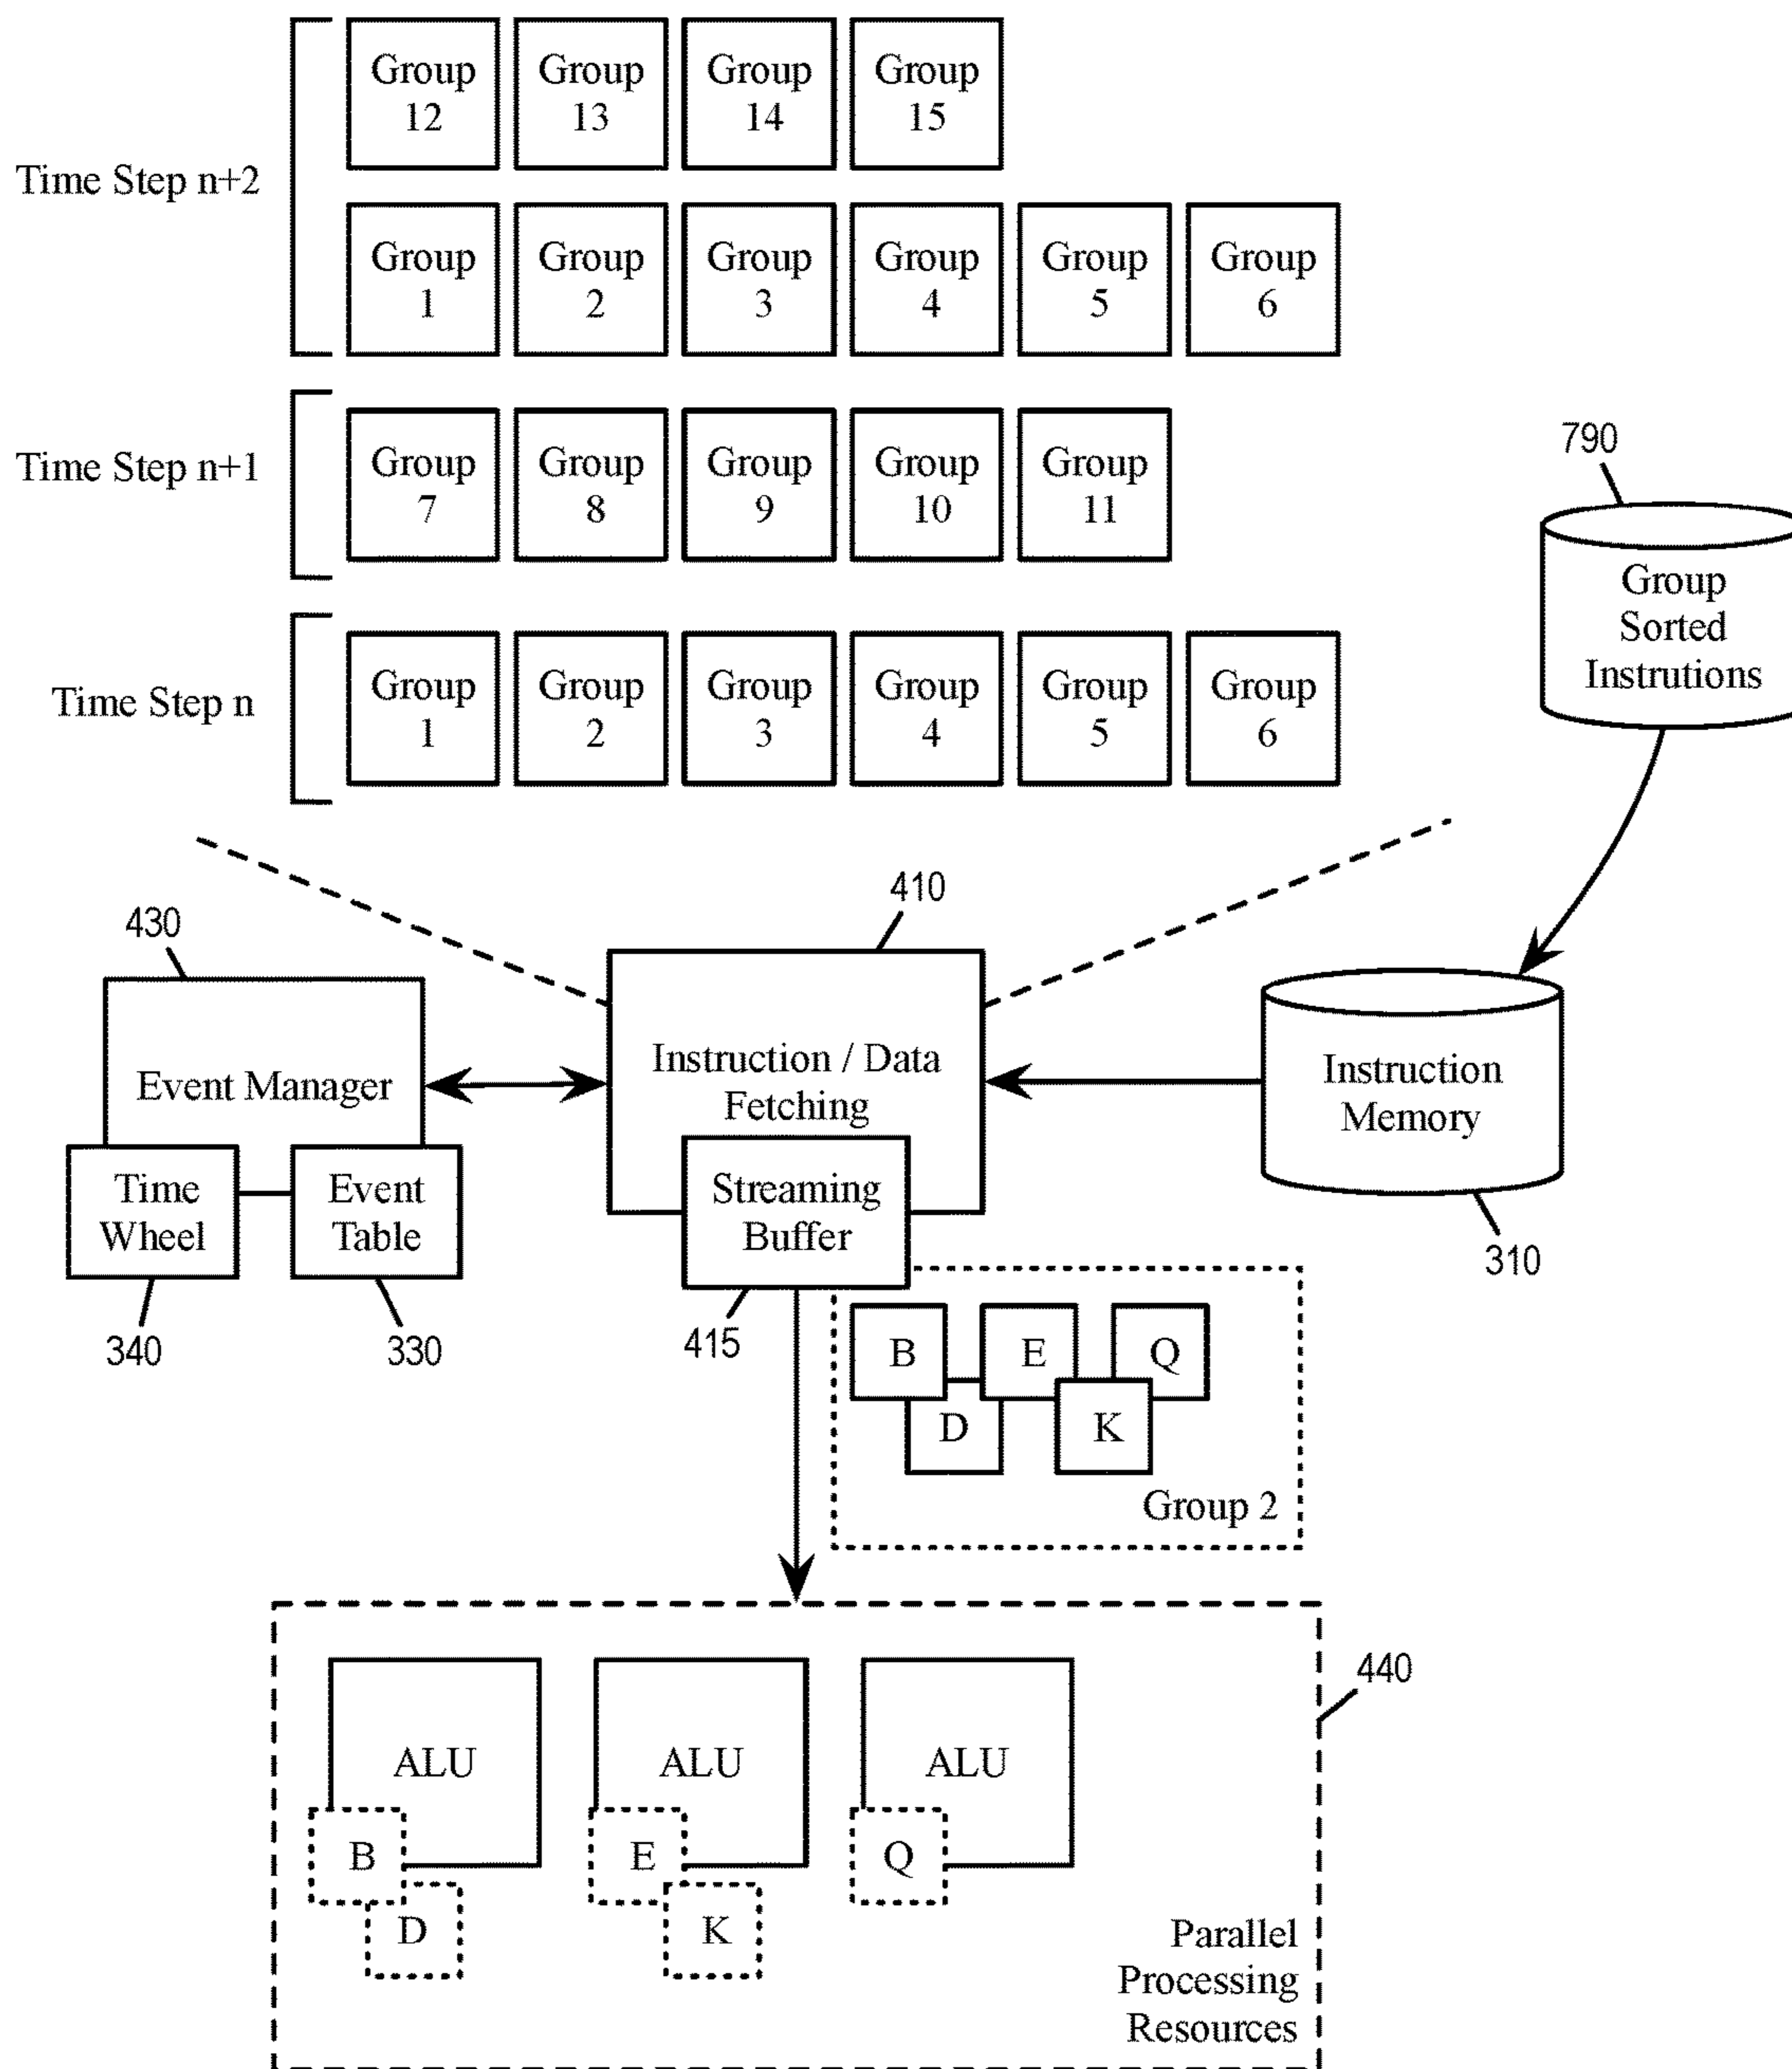 Group
12
Group
13
Group
14
Group
15
Time Step n+2
Group
1
Group
2
Group
3
Group
4
Group
5
Group
6
Time Step n+1
Group
7
Group
8
Group
9
Group
10
Group
11
790
Group
Sorted
Instrutions
Time Step n
Group
1
Group
2
Group
3
Group
4
Group
5
Group
6
430
410
Event Manager
Instruction / Data
Fetching
Instruction
Memory
Time
Wheel
Event
Table
Streaming
Buffer
340
330
415
310
B
E
Q
D
K
Group 2
440
ALU
ALU
ALU
B
E
Q
D
K
Parallel
Processing
Resources